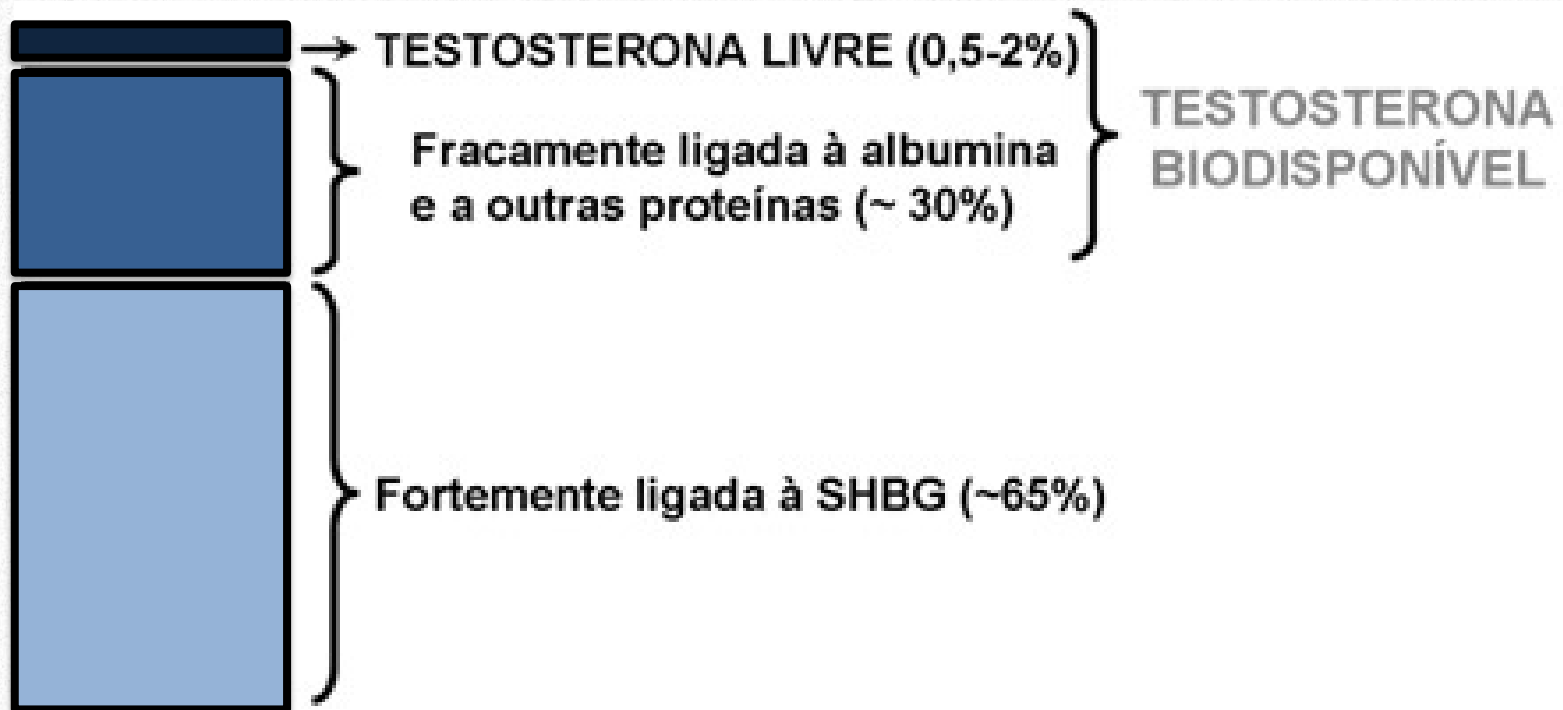 → TESTOSTERONA LIVRE (0,5-2%)
Fracamente ligada à albumina
e a outras proteínas (~ 30%)
TESTOSTERONA
BIODISPONÍVEL
Fortemente ligada à SHBG (~65%)